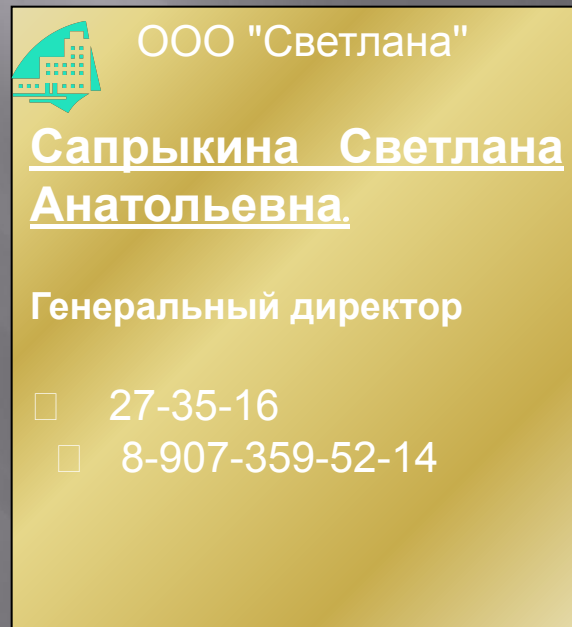 ООО "Светлана"
Сапрыкина Светлана
Анатольевна.
Генеральный директор
27-35-16
8-907-359-52-14